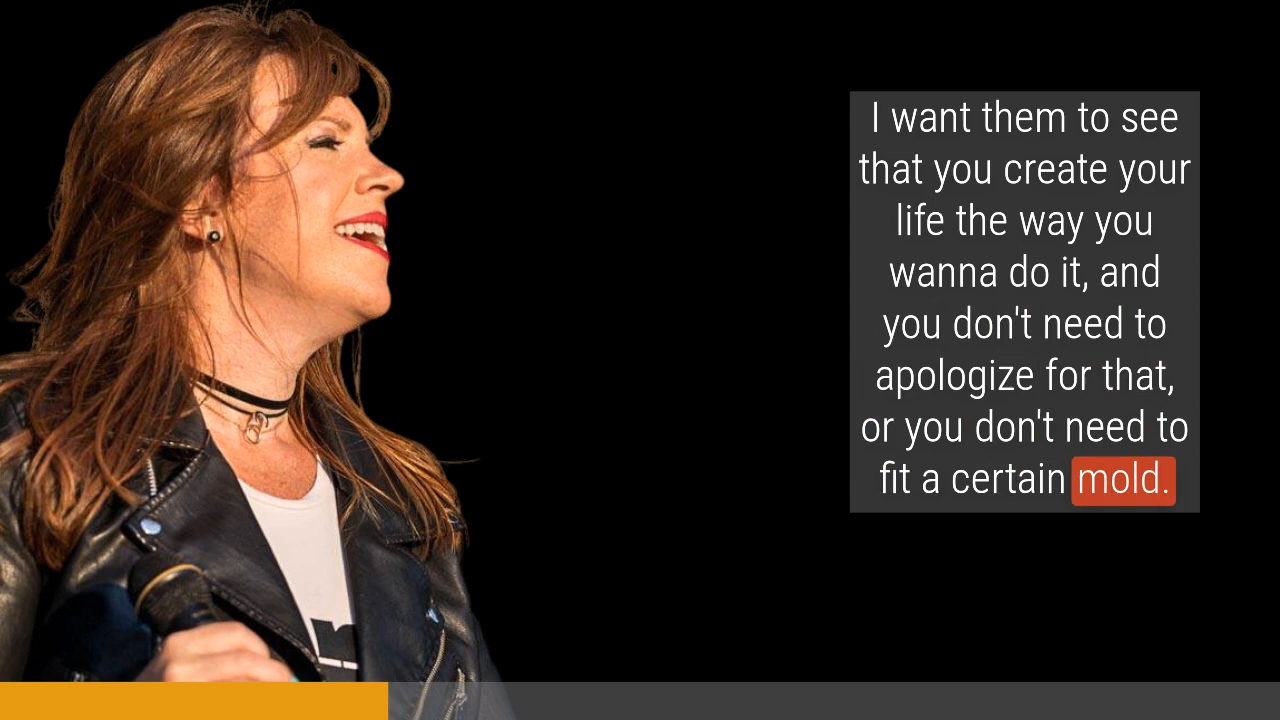 I want them to see
that you create your
life the way you
wanna do it, and
you don't need to
apologize for that,
or you don't need to
fit a certain mold.